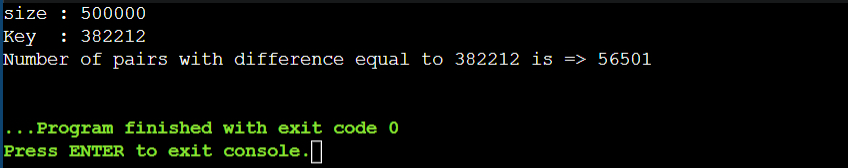 size : 500000
Key  : 382212
Number of pairs with difference equal to 382212 is => 56501
...Program finished with exit code 0
Press ENTER to exit console.